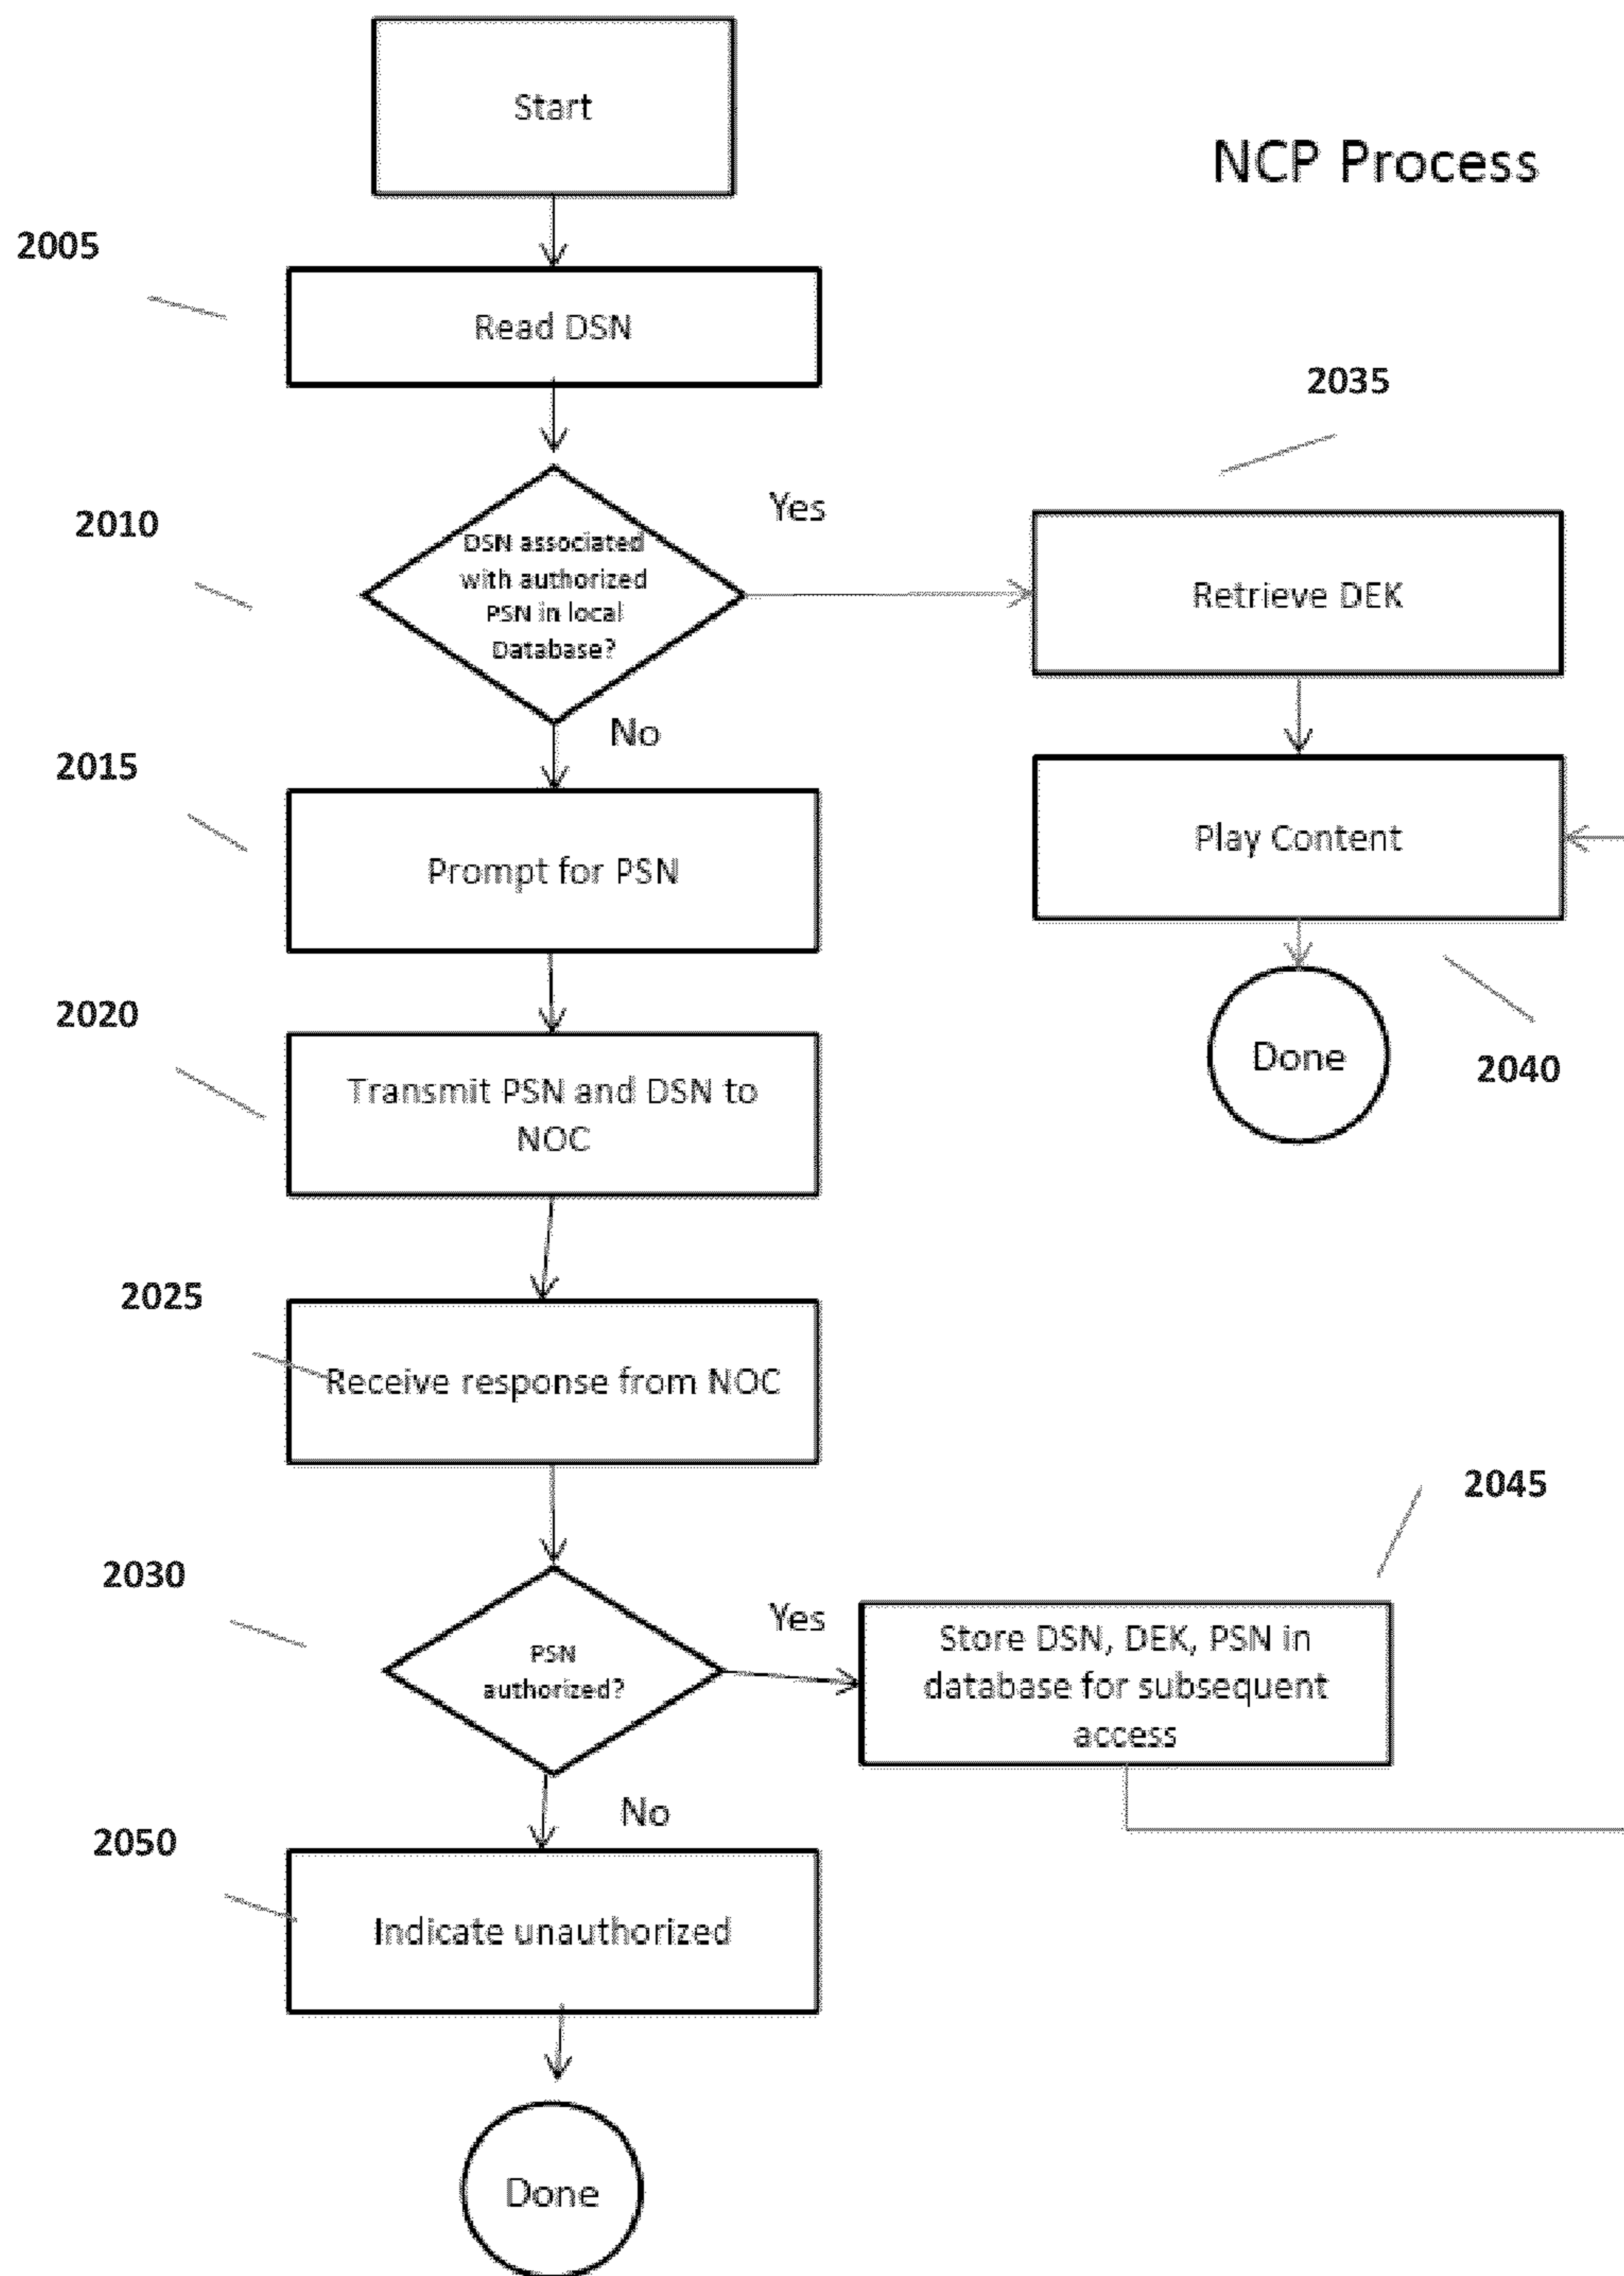 Start
NCP Process
2005
Read DSN
2035
2010
DSN associated
with authorized
PSN in local
Database?
Yes
Retrieve DEK
No
2015
Prompt for PSN
Play Content
2020
Transmit PSN and DSN to
NOC
Done
2040
2025
Receive response from NOC
2045
2030
PSN
authorized?
Yes
Store DSN, DEK, PSN in
database for subsequent
access
No
2050
Indicate unauthorized
Done